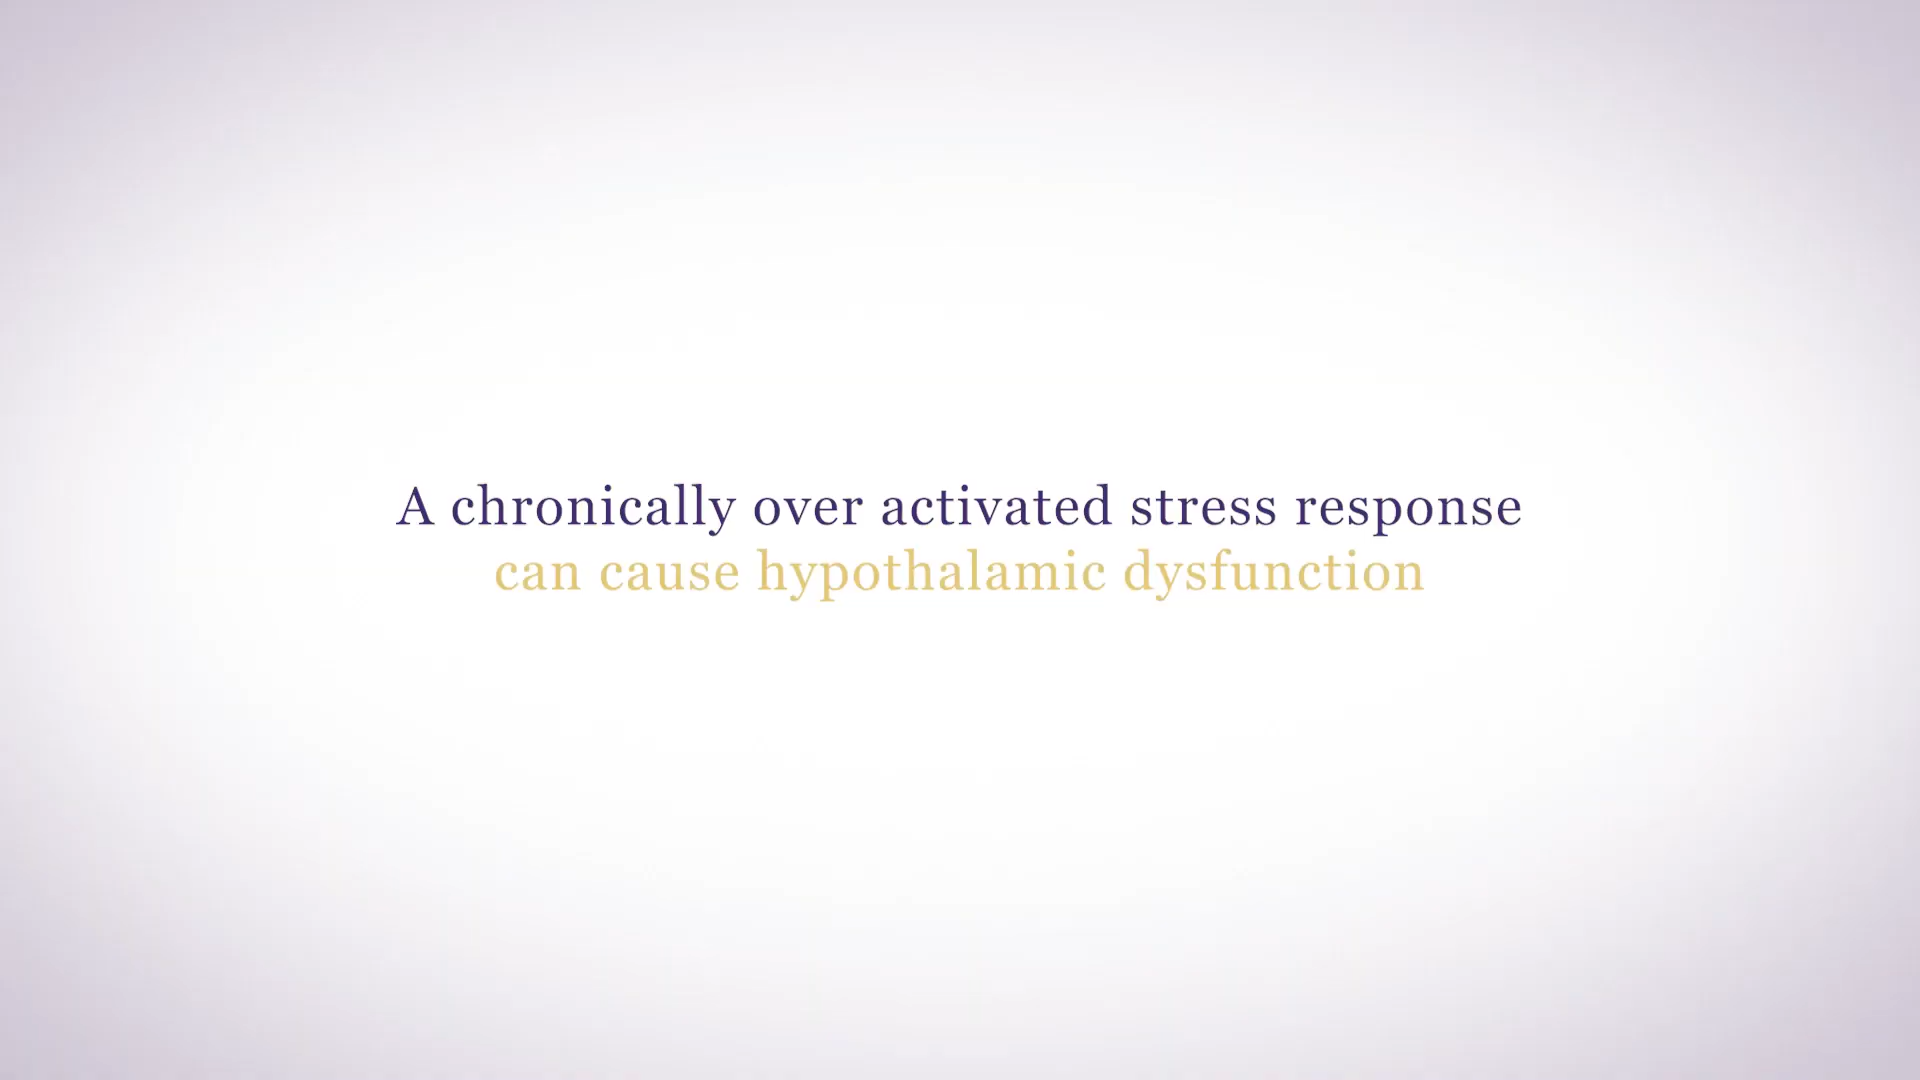 A chronically over activated stress response
can cause hypothalamic dysfunction